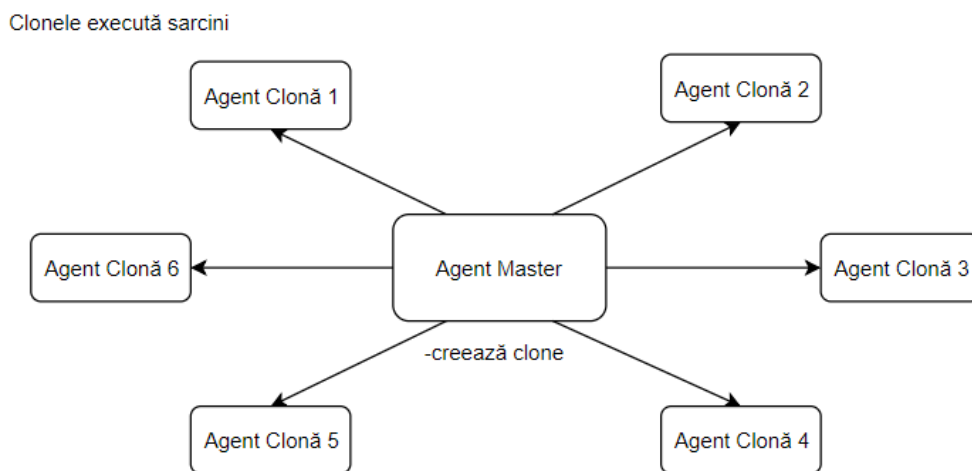 Clonele execută sarcini
Agent Clonă 1
Agent Clonă 2
Agent Clonă 6
Agent Master
Agent Clonă 3
-creează clone
Agent Clonă 5
Agent Clonă 4